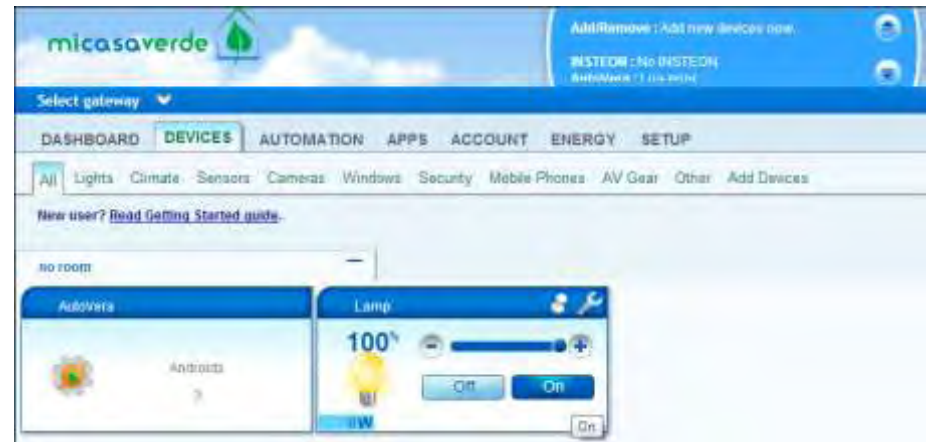 micasaverde
Add/Remove : Add new devices now.
INSTEON : No INSTEON
Select gateway
DASHBOARD DEVICES AUTOMATION APPS ACCOUNT ENERGY SETUP
All Lights Climate Sensors Cameras Windows Security Mobile Phones AV Gear Other Add Devices
New user? Read Getting Started guide.
no room
AutoVera
Lamp
100%
Androids
?
Off
On
W
On